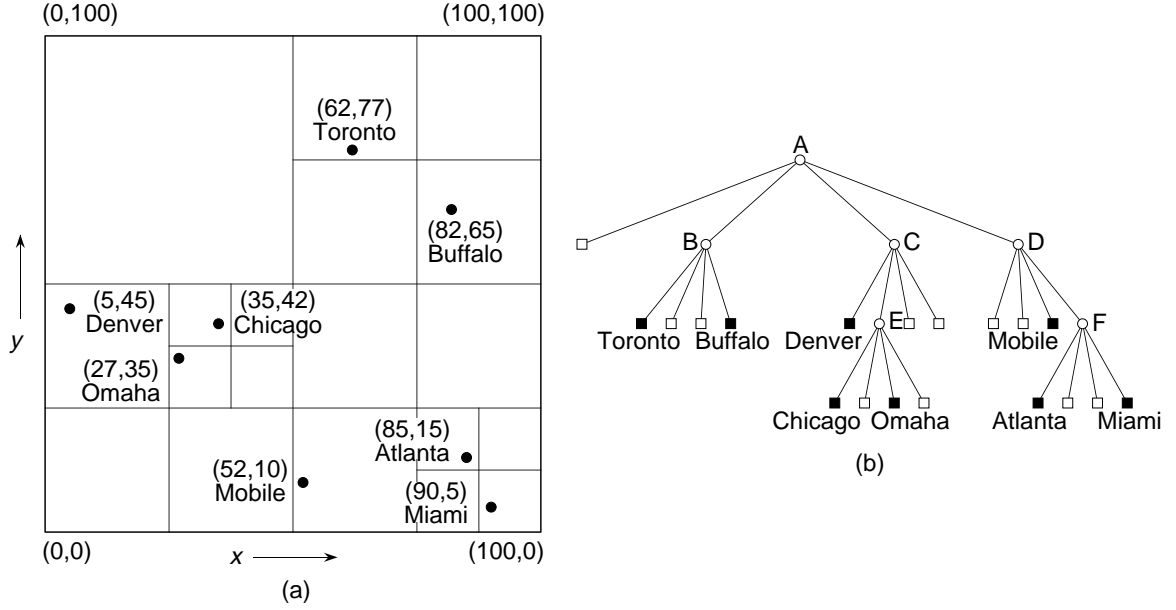 (0,100) (100,100)
(62,77)
Toronto
(82,65)
Buffalo
(5,45) (35,42)
Denver Chicago
(27,35)
Omaha
(85,15)
Atlanta
(52,10)
Mobile
(90,5)
Miami
y
(0,0) x (100,0)
(a)
A
B C D
E F
Toronto Buffalo Denver Mobile
Chicago Omaha Atlanta Miami
(b)